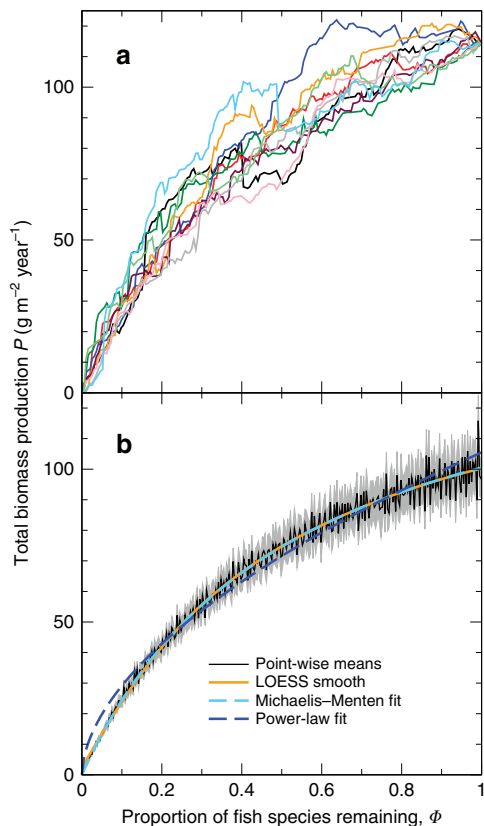 a
100
50
0
Total biomass production P (g m⁻² year⁻¹)
b
100
50
0
Point-wise means
LOESS smooth
Michaelis–Menten fit
Power-law fit
0 0.2 0.4 0.6 0.8 1
Proportion of fish species remaining, Φ